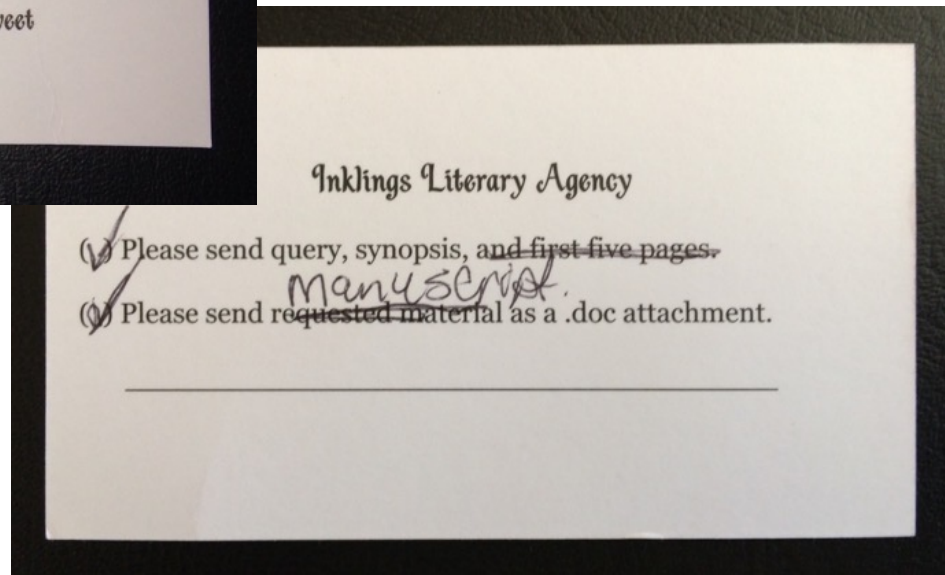 Inklings Literary Agency
(✓) Please send query, synopsis, and first five pages.
manuscript.
(✓) Please send requested material as a .doc attachment.